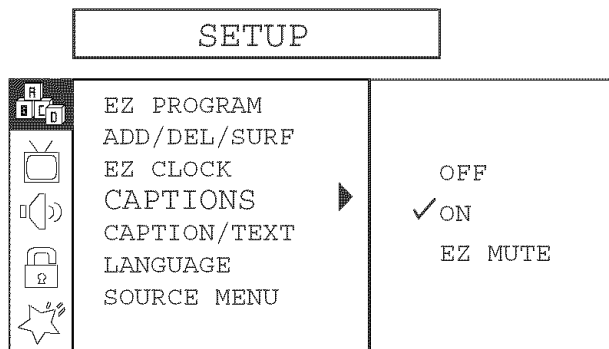 SETUP
A
B C D
EZ PROGRAM
ADD/DEL/SURF
EZ CLOCK
CAPTIONS
CAPTION/TEXT
LANGUAGE
SOURCE MENU
OFF
ON
EZ MUTE